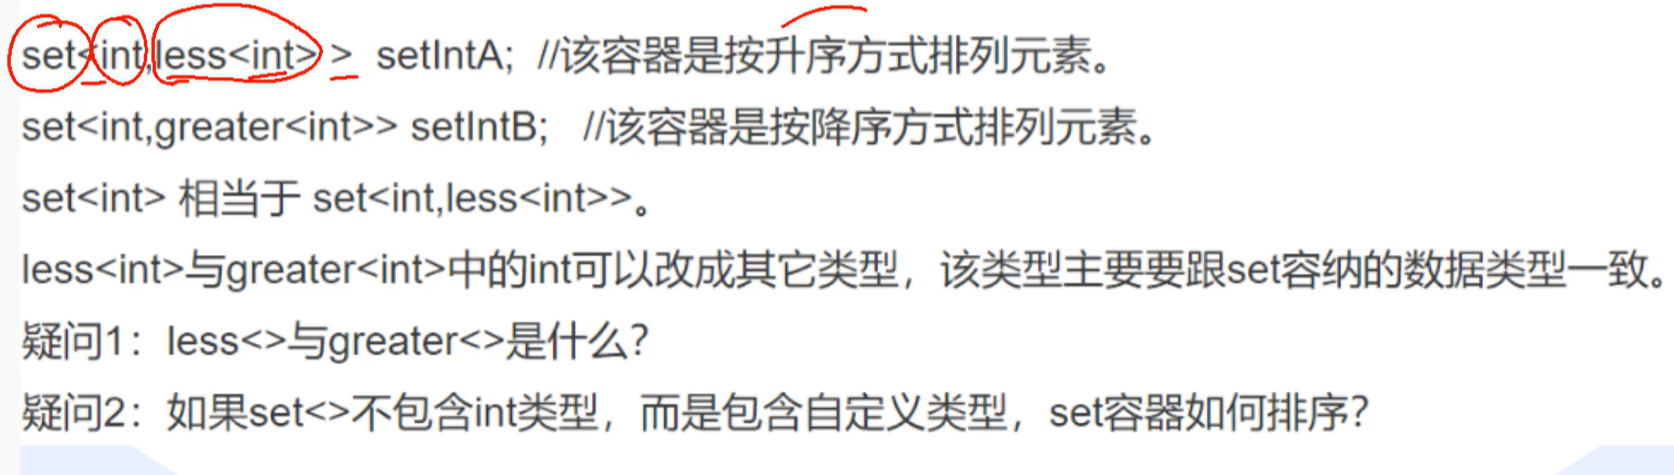 set<int,less<int> >  setIntA;  //该容器是按升序方式排列元素。
set<int,greater<int>> setIntB;   //该容器是按降序方式排列元素。
set<int> 相当于 set<int,less<int>>。
less<int>与greater<int>中的int可以改成其它类型，该类型主要要跟set容纳的数据类型一致。
疑问1：less<>与greater<>是什么？
疑问2：如果set<>不包含int类型，而是包含自定义类型，set容器如何排序？